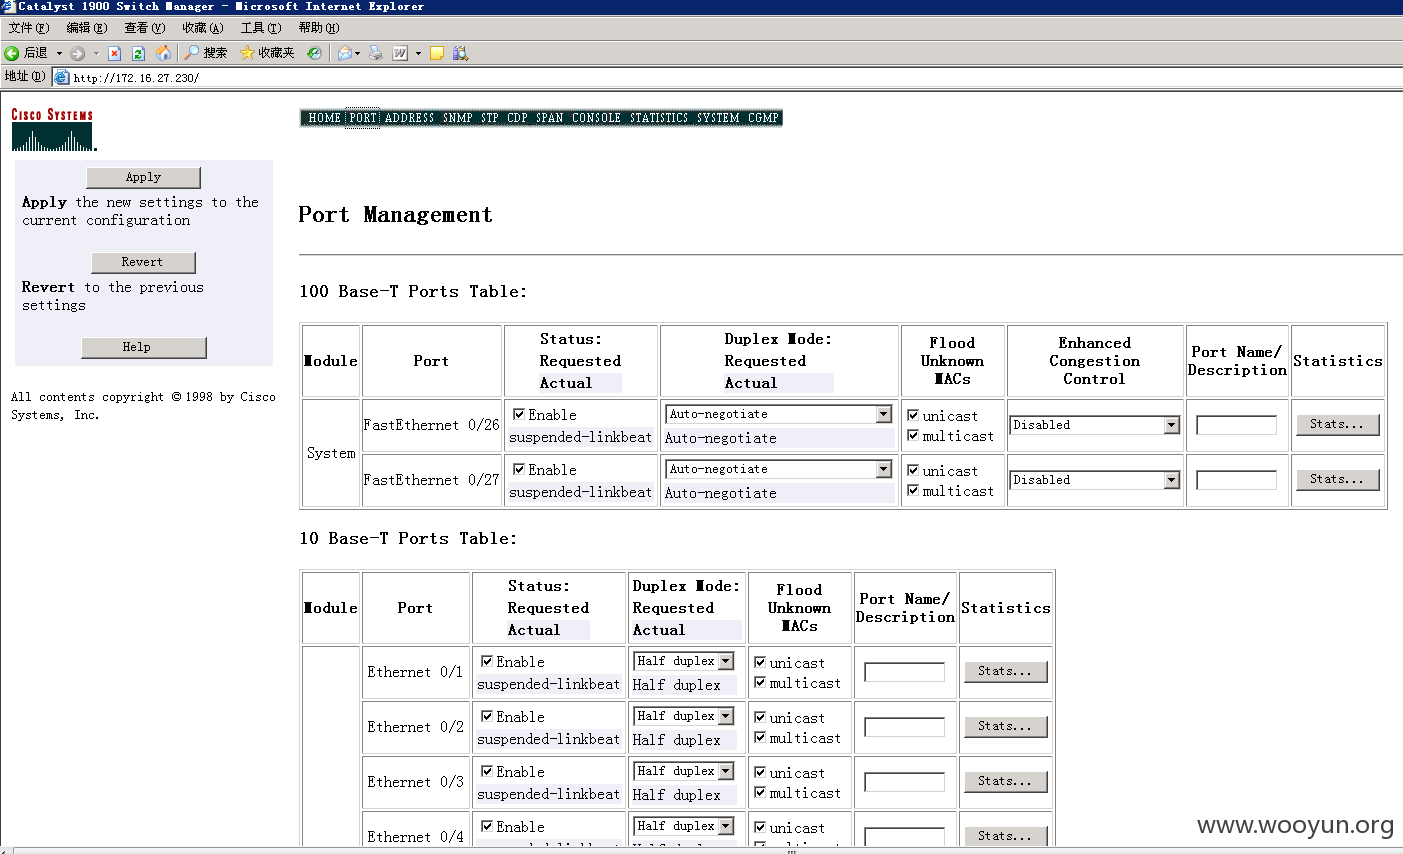 Catalyst 1900 Switch Manager - Microsoft Internet Explorer
文件(F) 编辑(E) 查看(V) 收藏(A) 工具(T) 帮助(H)
后退 搜索 收藏夹
地址(D) http://172.16.27.230/
CISCO SYSTEMS
HOME PORT ADDRESS SNMP STP CDP SPAN CONSOLE STATISTICS SYSTEM CGMP
Apply
Apply the new settings to the
current configuration
Revert
Revert to the previous
settings
Help
All contents copyright © 1998 by Cisco
Systems, Inc.
Port Management
100 Base-T Ports Table:
Module Port Status: Requested Actual Duplex Mode: Requested Actual Flood Unknown MACs Enhanced Congestion Control Port Name/ Description Statistics
System
FastEthernet 0/26 Enable suspended-linkbeat Auto-negotiate Auto-negotiate unicast multicast Disabled Stats...
FastEthernet 0/27 Enable suspended-linkbeat Auto-negotiate Auto-negotiate unicast multicast Disabled Stats...
10 Base-T Ports Table:
Module Port Status: Requested Actual Duplex Mode: Requested Actual Flood Unknown MACs Port Name/ Description Statistics
Ethernet 0/1 Enable suspended-linkbeat Half duplex Half duplex unicast multicast Stats...
Ethernet 0/2 Enable suspended-linkbeat Half duplex Half duplex unicast multicast Stats...
Ethernet 0/3 Enable suspended-linkbeat Half duplex Half duplex unicast multicast Stats...
Ethernet 0/4 Enable Half duplex unicast Stats...
www.wooyun.org